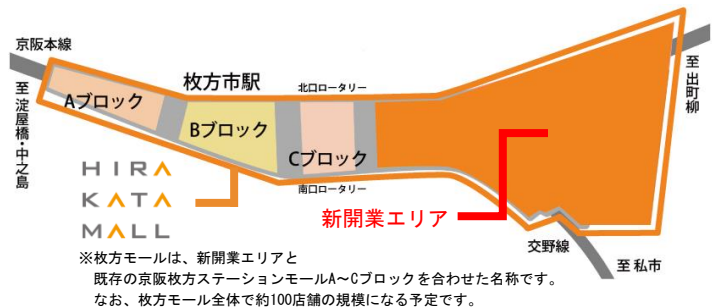 京阪本線
至 淀屋橋・中之島
Aブロック
枚方市駅
Bブロック
北口ロータリー
Cブロック
南口ロータリー
至 出町柳
HIRA
KATA
MALL
新開業エリア
交野線
至 私市
※枚方モールは、新開業エリアと
既存の京阪枚方ステーションモールA～Cブロックを合わせた名称です。
なお、枚方モール全体で約100店舗の規模になる予定です。